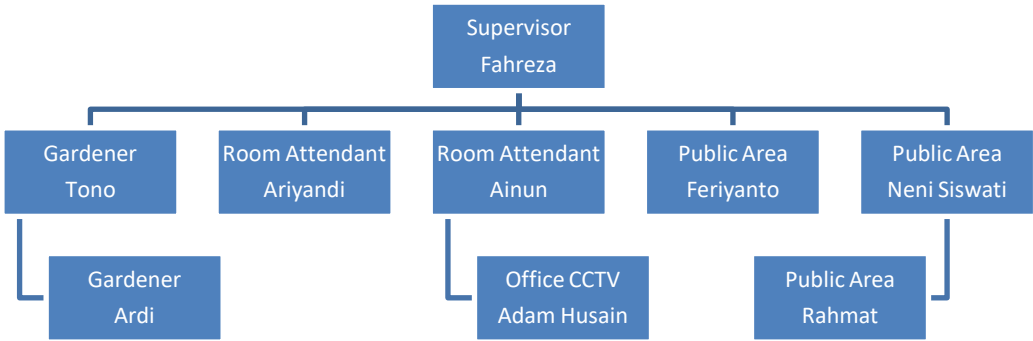 Supervisor
Fahreza
Gardener
Tono
Room Attendant
Ariyandi
Room Attendant
Ainun
Public Area
Feriyanto
Public Area
Neni Siswati
Gardener
Ardi
Office CCTV
Adam Husain
Public Area
Rahmat